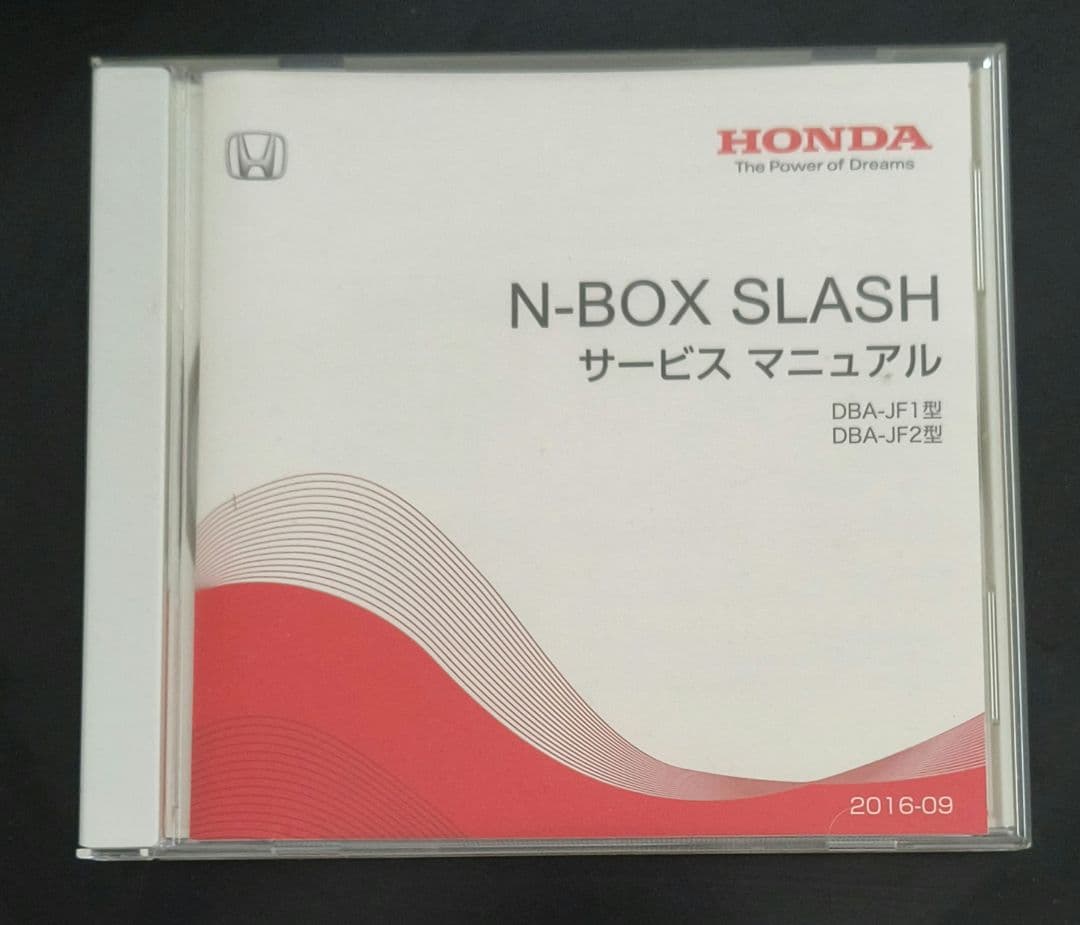 HONDA
The Power of Dreams
N-BOX SLASH
サービス マニュアル
DBA-JF1型
DBA-JF2型
2016-09